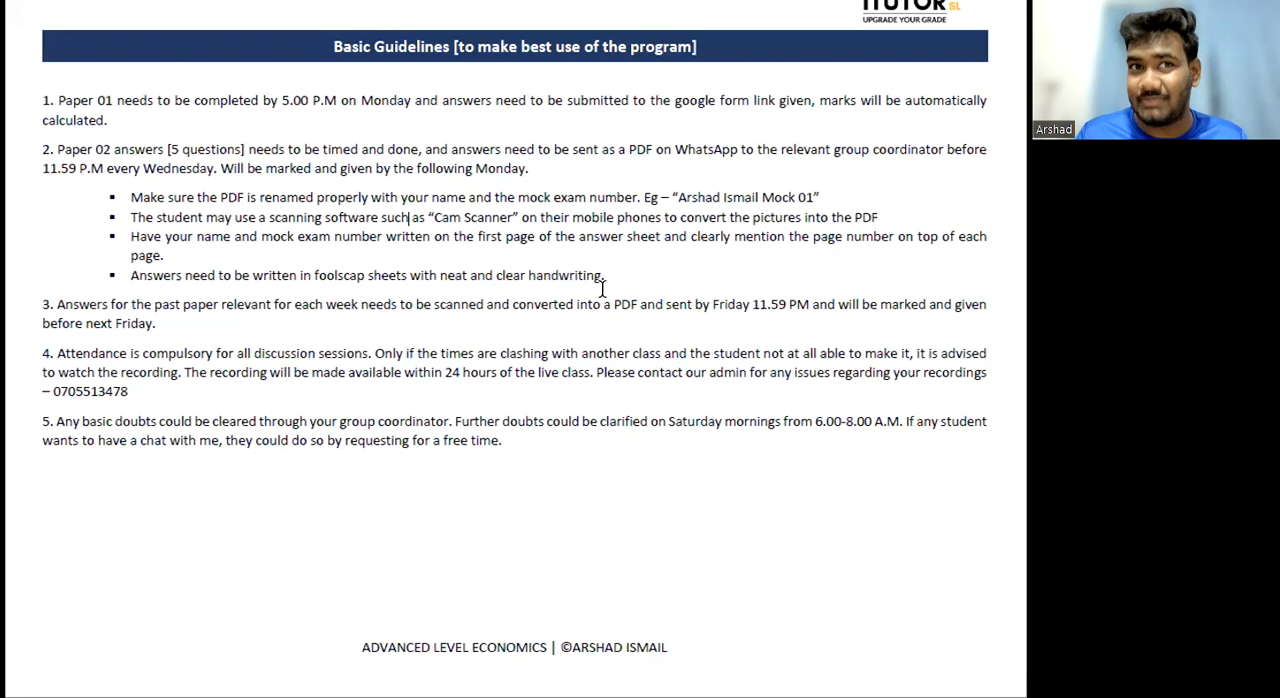 ITUTOR SL
UPGRADE YOUR GRADE
Basic Guidelines [to make best use of the program]
1. Paper 01 needs to be completed by 5.00 P.M on Monday and answers need to be submitted to the google form link given, marks will be automatically
calculated.
2. Paper 02 answers [5 questions] needs to be timed and done, and answers need to be sent as a PDF on WhatsApp to the relevant group coordinator before
11.59 P.M every Wednesday. Will be marked and given by the following Monday.
▪ Make sure the PDF is renamed properly with your name and the mock exam number. Eg – “Arshad Ismail Mock 01”
▪ The student may use a scanning software such as “Cam Scanner” on their mobile phones to convert the pictures into the PDF
▪ Have your name and mock exam number written on the first page of the answer sheet and clearly mention the page number on top of each
page.
▪ Answers need to be written in foolscap sheets with neat and clear handwriting.
3. Answers for the past paper relevant for each week needs to be scanned and converted into a PDF and sent by Friday 11.59 PM and will be marked and given
before next Friday.
4. Attendance is compulsory for all discussion sessions. Only if the times are clashing with another class and the student not at all able to make it, it is advised
to watch the recording. The recording will be made available within 24 hours of the live class. Please contact our admin for any issues regarding your recordings
– 0705513478
5. Any basic doubts could be cleared through your group coordinator. Further doubts could be clarified on Saturday mornings from 6.00-8.00 A.M. If any student
wants to have a chat with me, they could do so by requesting for a free time.
ADVANCED LEVEL ECONOMICS | ©ARSHAD ISMAIL
Arshad